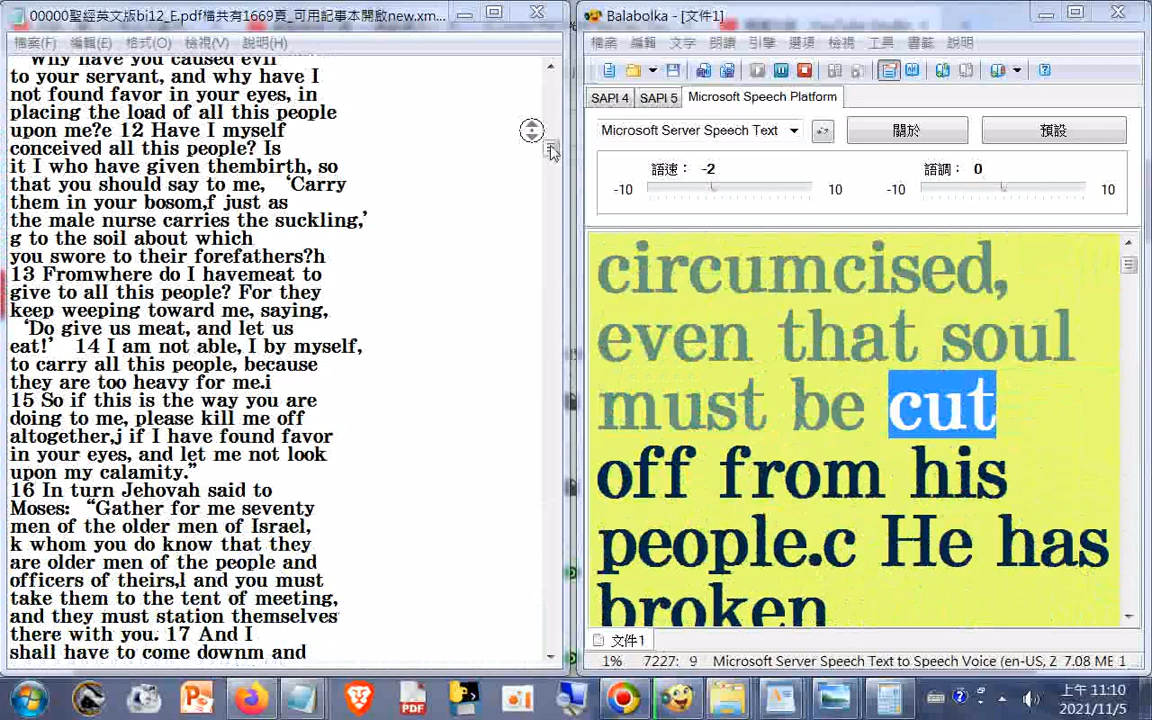 00000聖經英文版bi12_E.pdf檔共有1669頁_可用記事本開啟new.xm...
檔案(F) 編輯(E) 格式(O) 檢視(V) 說明(H)
Why have you caused evil
to your servant, and why have I
not found favor in your eyes, in
placing the load of all this people
upon me?e 12 Have I myself
conceived all this people? Is
it I who have given thembirth, so
that you should say to me, ‘Carry
them in your bosom,f just as
the male nurse carries the suckling,’
g to the soil about which
you swore to their forefathers?h
13 Fromwhere do I havemeat to
give to all this people? For they
keep weeping toward me, saying,
‘Do give us meat, and let us
eat!’ 14 I am not able, I by myself,
to carry all this people, because
they are too heavy for me.i
15 So if this is the way you are
doing to me, please kill me off
altogether,j if I have found favor
in your eyes, and let me not look
upon my calamity.”
16 In turn Jehovah said to
Moses: “Gather for me seventy
men of the older men of Israel,
k whom you do know that they
are older men of the people and
officers of theirs,l and you must
take them to the tent of meeting,
and they must station themselves
there with you. 17 And I
shall have to come downm and
Balabolka - [文件1]
檔案 編輯 文字 朗讀 引擎 選項 檢視 工具 書籤 說明
SAPI 4 SAPI 5 Microsoft Speech Platform
Microsoft Server Speech Text 關於 預設
語速： -2 語調： 0
-10 10 -10 10
circumcised,
even that soul
must be cut
off from his
people.c He has
broken
文件1
1% 7227: 9 Microsoft Server Speech Text to Speech Voice (en-US, Z 7.08 ME 1
PDF
上午 11:10
2021/11/5